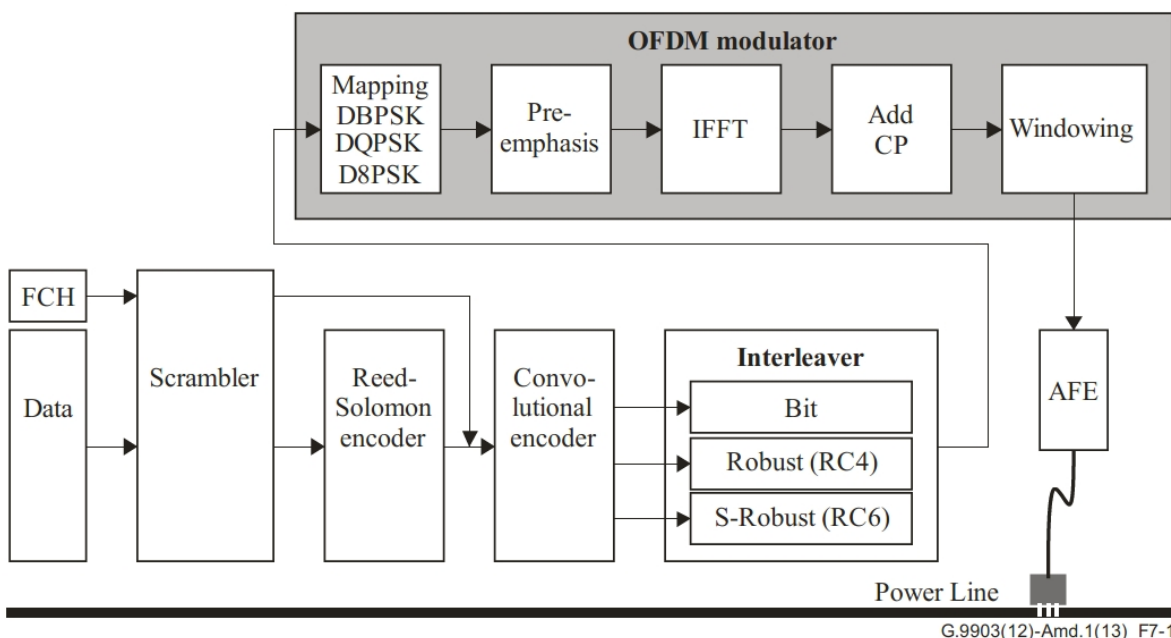 OFDM modulator
Mapping
DBPSK
DQPSK
D8PSK
Pre-
emphasis
IFFT
Add
CP
Windowing
FCH
Data
Scrambler
Reed-
Solomon
encoder
Convo-
lutional
encoder
Interleaver
Bit
Robust (RC4)
S-Robust (RC6)
AFE
Power Line
G.9903(12)-Amd.1(13)_F7-1